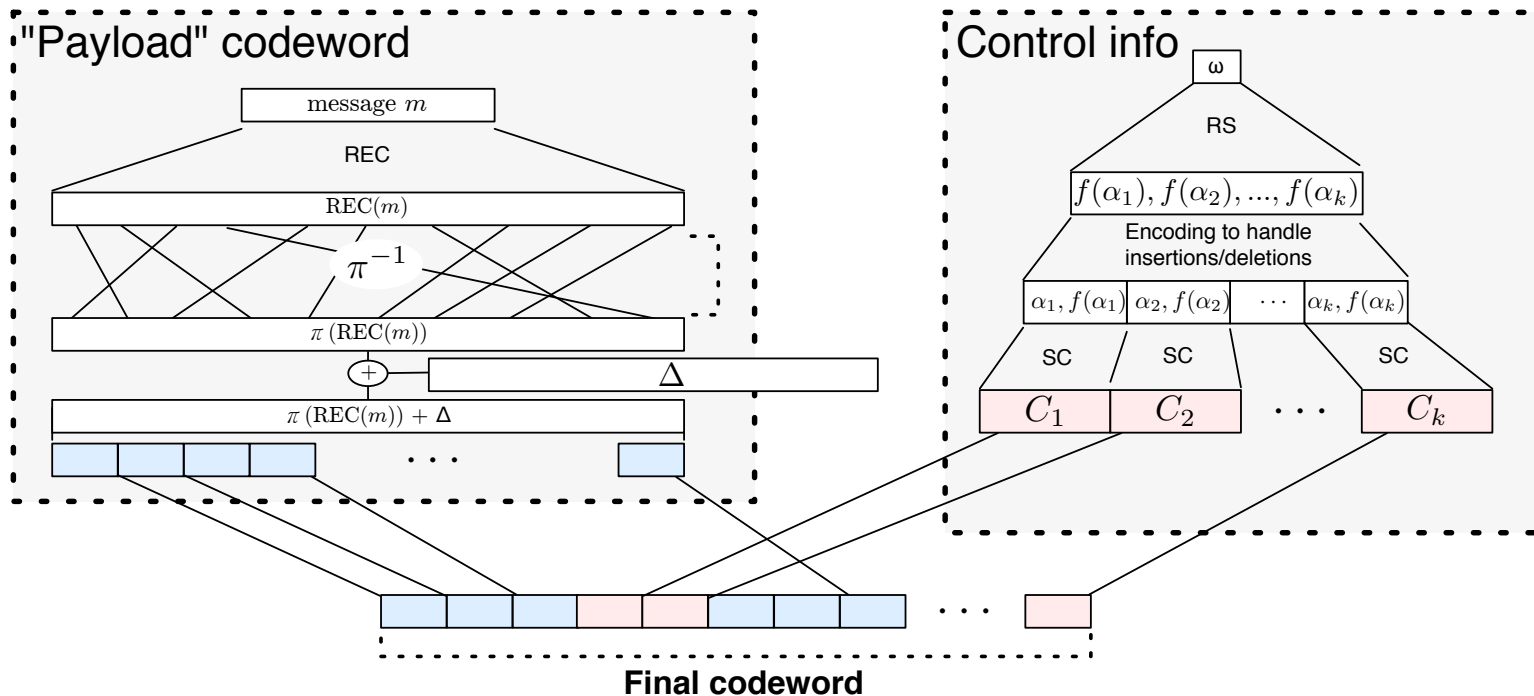 "Payload" codeword
message m
REC
REC(m)
π⁻¹
π (REC(m))
+
Δ
π (REC(m)) + Δ
· · ·
Control info
ω
RS
f(α₁), f(α₂), ..., f(αₖ)
Encoding to handle
insertions/deletions
α₁, f(α₁) α₂, f(α₂) · · · αₖ, f(αₖ)
SC SC SC
C₁ C₂ · · · Cₖ
· · ·
Final codeword